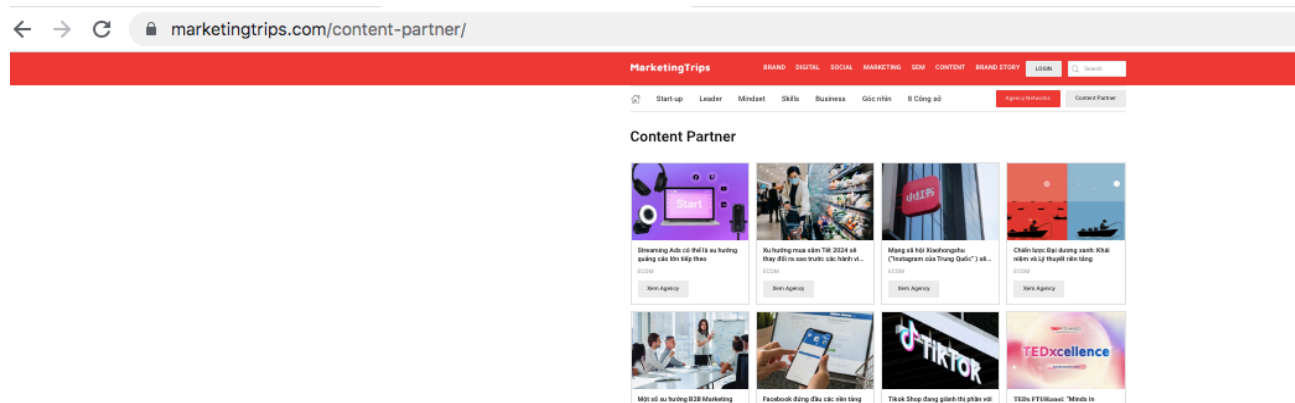 marketingtrips.com/content-partner/
MarketingTrips BRAND DIGITAL SOCIAL MARKETING SEM CONTENT BRAND STORY LOGIN Search
Start-up Leader Mindset Skills Business Góc nhìn 8 Công sở Agency Networks Content Partner
Content Partner
Start
小红书
Streaming Ads có thể là xu hướng
quảng cáo lớn tiếp theo
ECOM
Xem Agency
Xu hướng mua sắm Tết 2024 sẽ
thay đổi ra sao trước các hành vi...
ECOM
Xem Agency
Mạng xã hội Xiaohongshu
("Instagram của Trung Quốc" ) sẽ...
ECOM
Xem Agency
Chiến lược Đại dương xanh: Khái
niệm và Lý thuyết nền tảng
ECOM
Xem Agency
TikTok
TEDxcellence
Một số xu hướng B2B Marketing
Facebook đứng đầu các nền tảng
Tiktok Shop đang giành thị phần với
TEDx FTUHanoi: "Minds In